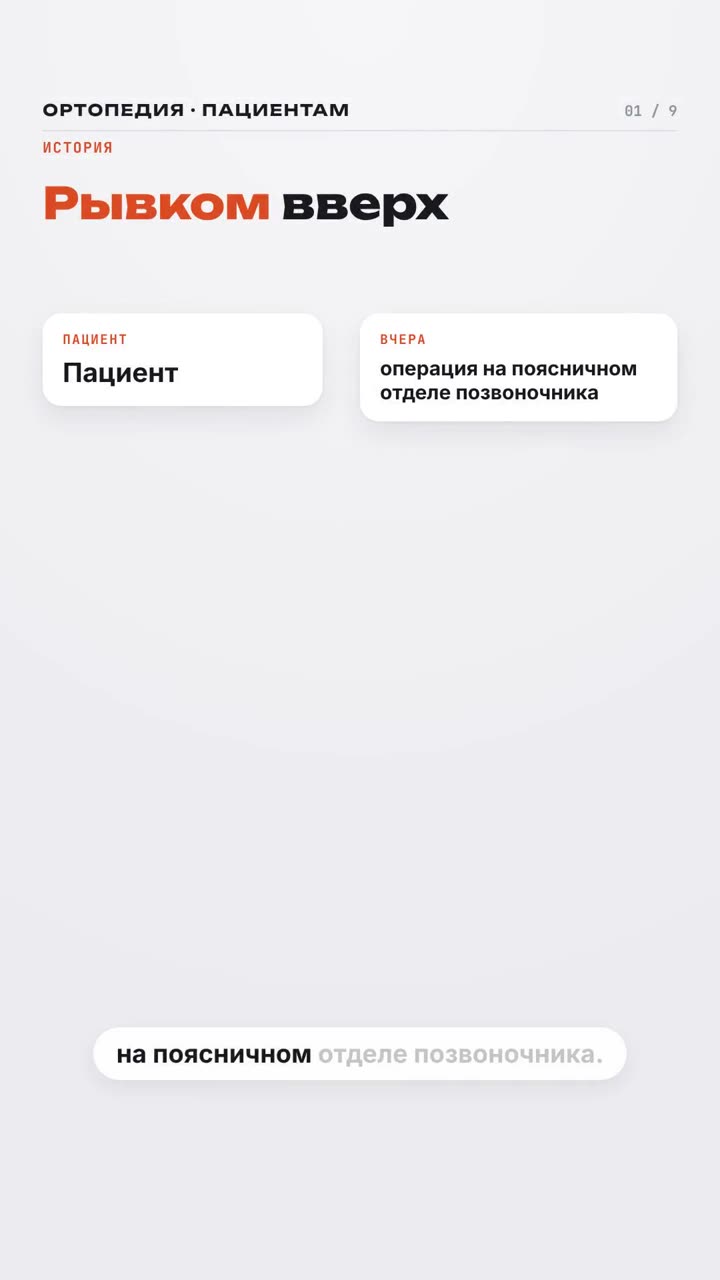 ОРТОПЕДИЯ · ПАЦИЕНТАМ
01 / 9
ИСТОРИЯ
Рывком вверх
ПАЦИЕНТ
Пациент
ВЧЕРА
операция на поясничном
отделе позвоночника
на поясничном отделе позвоночника.